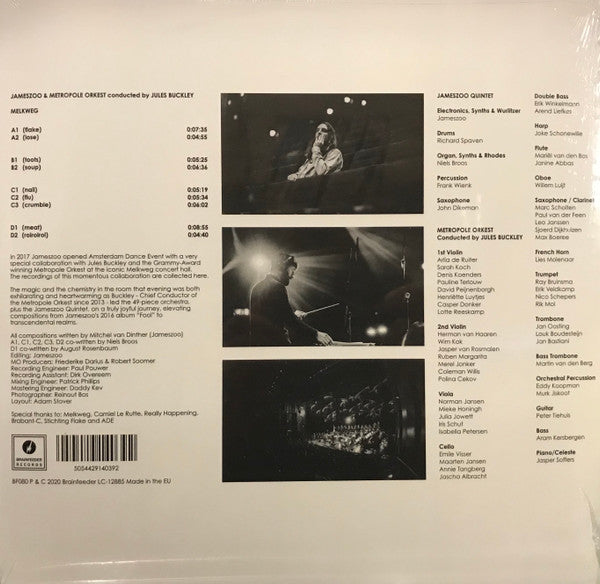 JAMESZOO & METROPOLE ORKEST conducted by JULES BUCKLEY
MELKWEG
A1 (flake) 0:07:35
A2 (lose) 0:04:55
B1 (toots) 0:05:25
B2 (soup) 0:06:36
C1 (nail) 0:05:19
C2 (flu) 0:05:34
C3 (crumble) 0:06:02
D1 (meat) 0:08:55
D2 (rolrolrol) 0:04:40
In 2017 Jameszoo opened Amsterdam Dance Event with a very
special collaboration with Jules Buckley and the Grammy-Award
winning Metropole Orkest at the iconic Melkweg concert hall.
The recordings of this momentous collaboration are collected here.
The magic and the chemistry in the room that evening was both
exhilarating and heartwarming as Buckley - Chief Conductor of
the Metropole Orkest since 2013 - led the 49-piece orchestra,
plus the Jameszoo Quintet, on a truly joyful journey, elevating
compositions from Jameszoo's 2016 album "Fool" to
transcendental realms.
All compositions written by Mitchel van Dinther (Jameszoo)
A1, C1, C2, C3, D2 co-written by Niels Broos
D1 co-written by August Rosenbaum
Editing: Jameszoo
MO Producers: Friederike Darius & Robert Soomer
Recording Engineer: Paul Pouwer
Recording Assistant: Dirk Overeem
Mixing Engineer: Patrick Phillips
Mastering Engineer: Daddy Kev
Photographer: Reinout Bos
Layout: Adam Stover
Special thanks to: Melkweg, Camiel Le Rutte, Really Happening,
Brabant-C, Stichting Flake and ADE
BRAINFEEDER
RECORDS
5054429140392
BF080 P & C 2020 Brainfeeder LC-12885 Made in the EU
JAMESZOO QUINTET
Electronics, Synths & Wurlitzer
Jameszoo
Drums
Richard Spaven
Organ, Synths & Rhodes
Niels Broos
Percussion
Frank Wienk
Saxophone
John Dikeman
METROPOLE ORKEST
Conducted by JULES BUCKLEY
1st Violin
Arlia de Ruiter
Sarah Koch
Denis Koenders
Pauline Terlouw
David Peijnenborgh
Henriëtte Luytjes
Casper Donker
Lotte Reeskamp
2nd Violin
Herman van Haaren
Wim Kok
Jasper van Rosmalen
Ruben Margarita
Merel Jonker
Coleman Willis
Polina Cekov
Viola
Norman Jansen
Mieke Honingh
Julia Jowett
Iris Schut
Isabella Petersen
Cello
Emile Visser
Maarten Jansen
Annie Tangberg
Jascha Albracht
Double Bass
Erik Winkelmann
Arend Liefkes
Harp
Joke Schonewille
Flute
Mariël van den Bos
Janine Abbas
Oboe
Willem Luijt
Saxophone / Clarinet
Marc Scholten
Paul van der Feen
Leo Janssen
Sjoerd Dijkhuizen
Max Boeree
French Horn
Lies Molenaar
Trumpet
Ray Bruinsma
Erik Veldkamp
Nico Schepers
Rik Mol
Trombone
Jan Oosting
Louk Boudesteijn
Jan Bastiani
Bass Trombone
Martin van den Berg
Orchestral Percussion
Eddy Koopman
Murk Jiskoot
Guitar
Peter Tiehuis
Bass
Aram Kersbergen
Piano/Celeste
Jasper Soffers